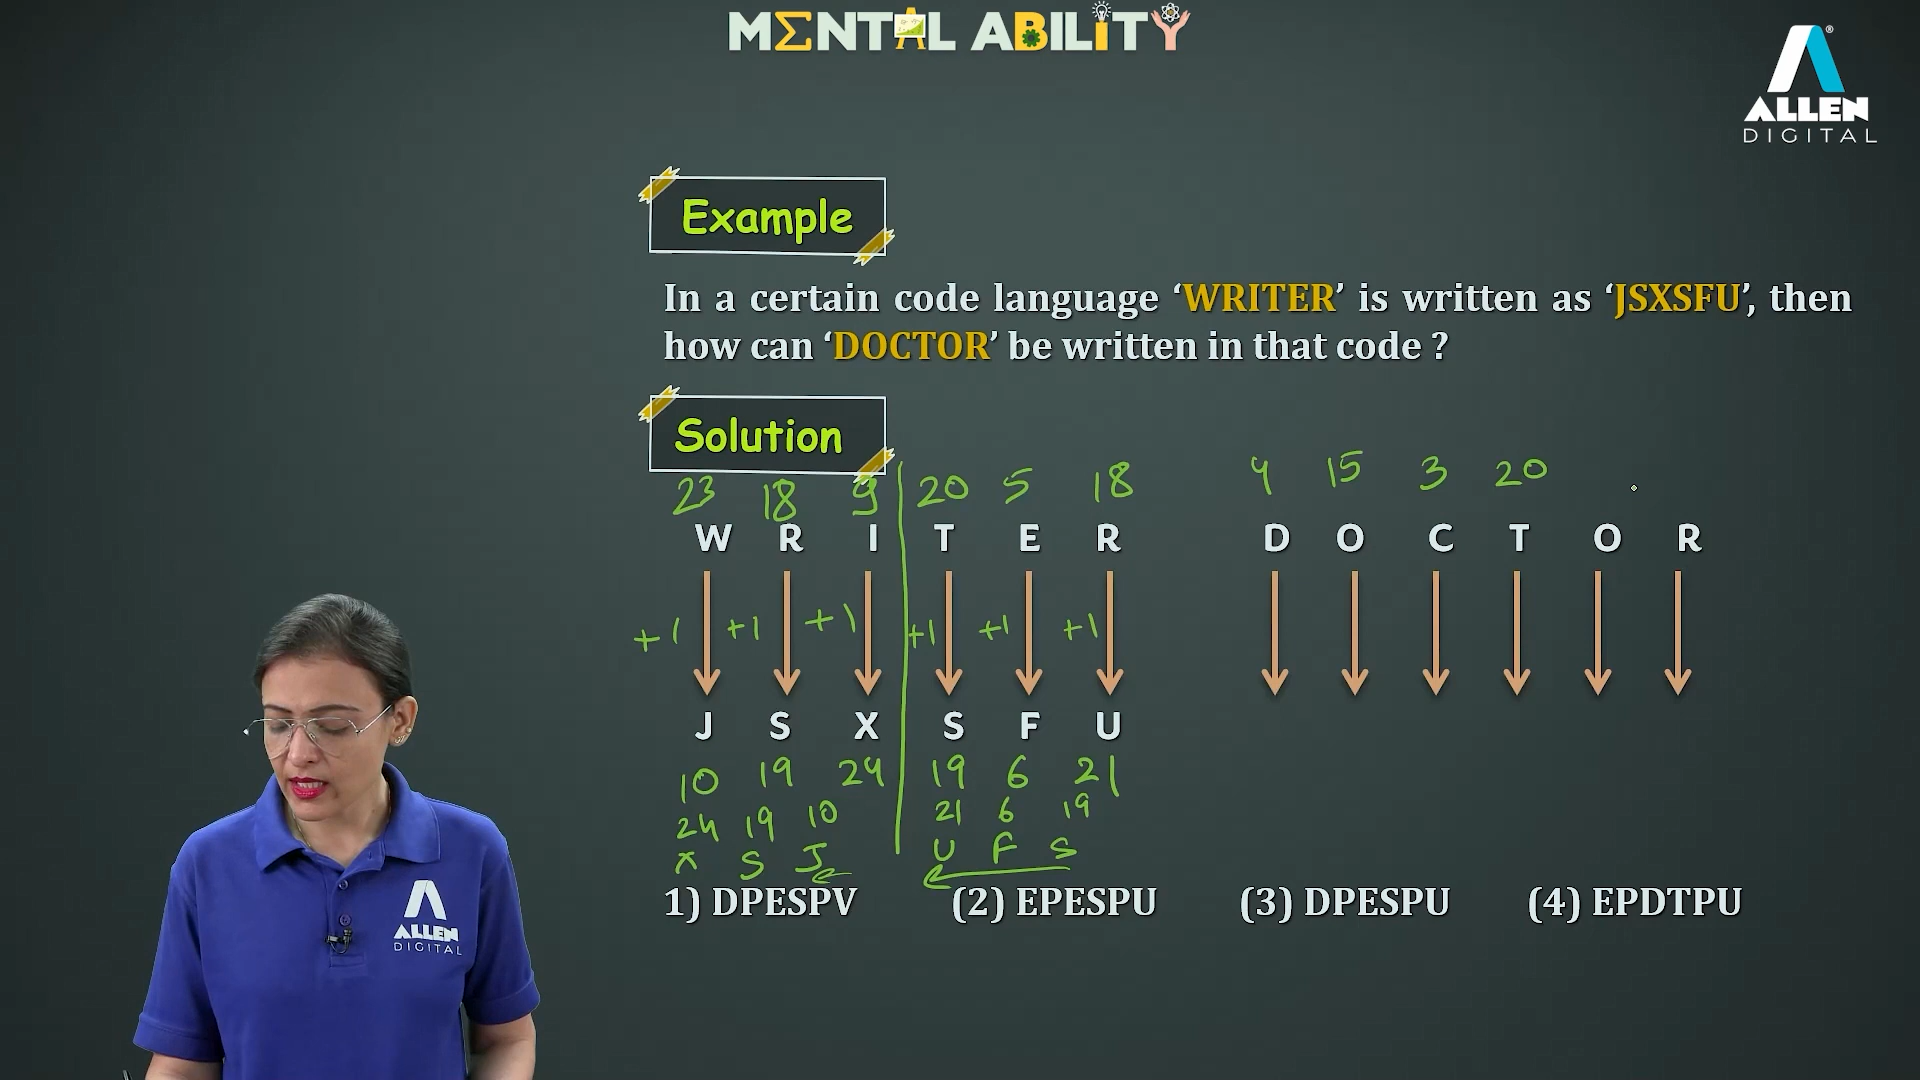 MENTAL ABILITY
ALLEN
DIGITAL
Example
In a certain code language ‘WRITER’ is written as ‘JSXSFU’, then
how can ‘DOCTOR’ be written in that code ?
Solution
23 18 9 20 5 18 4 15 3 20
W R I T E R D O C T O R
+1 +1 +1 +1 +1 +1
J S X S F U
10 19 24 19 6 21
24 19 10 21 6 19
X S J U F S
1) DPESPV (2) EPESPU (3) DPESPU (4) EPDTPU
ALLEN
DIGITAL